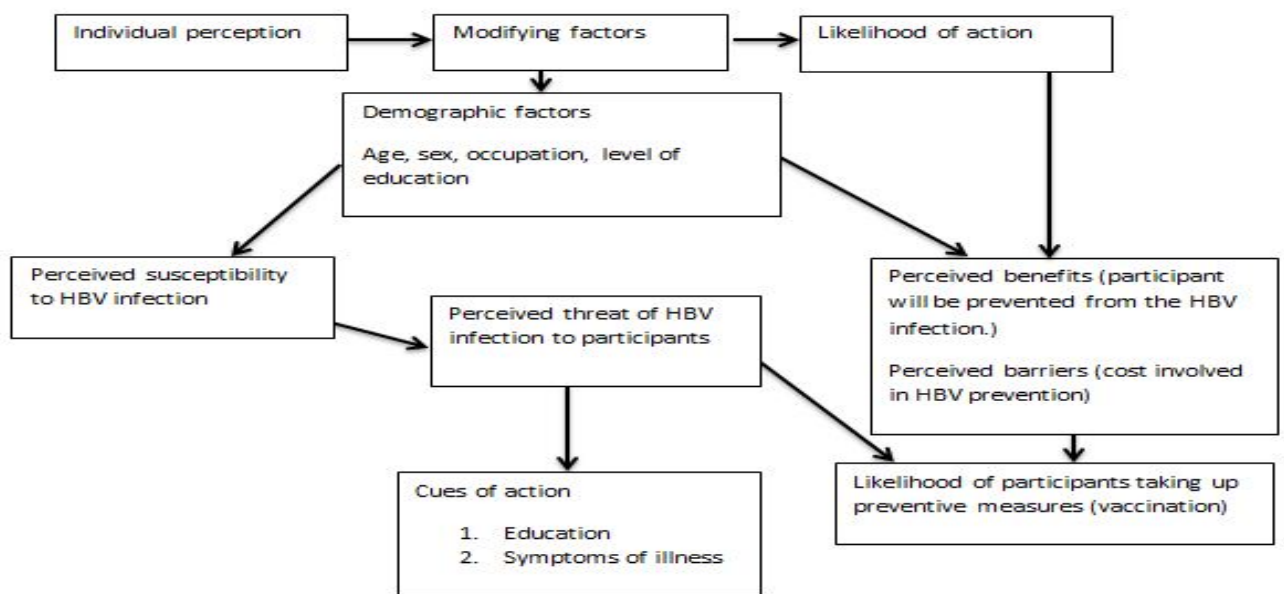 Individual perception
Modifying factors
Likelihood of action
Demographic factors
Age, sex, occupation, level of
education
Perceived susceptibility
to HBV infection
Perceived threat of HBV
infection to participants
Perceived benefits (participant
will be prevented from the HBV
infection.)
Perceived barriers (cost involved
in HBV prevention)
Cues of action
1. Education
2. Symptoms of illness
Likelihood of participants taking up
preventive measures (vaccination)